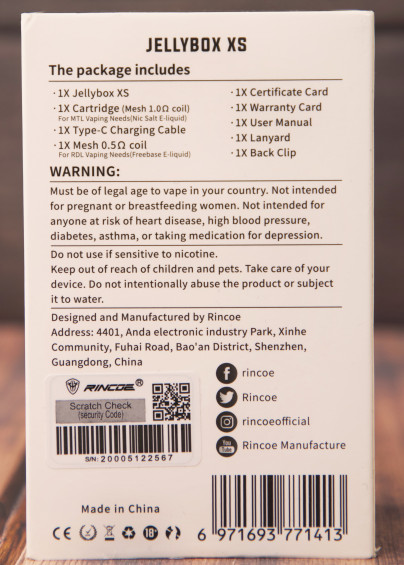 JELLYBOX XS
The package includes
·1X Jellybox XS
·1X Cartridge (Mesh 1.0Ω coil)
For MTL Vaping Needs(Nic Salt E-liquid)
·1X Type-C Charging Cable
·1X Mesh 0.5Ω coil
For RDL Vaping Needs(Freebase E-liquid)
·1X Certificate Card
·1X Warranty Card
·1X User Manual
·1X Lanyard
·1X Back Clip
WARNING:
Must be of legal age to vape in your country. Not intended
for pregnant or breastfeeding women. Not intended for
anyone at risk of heart disease, high blood pressure,
diabetes, asthma, or taking medication for depression.
Do not use if sensitive to nicotine.
Keep out of reach of children and pets. Take care of your
device. Do not intentionally abuse the product or subject
it to water.
Designed and Manufactured by Rincoe
Address: 4401, Anda electronic industry Park, Xinhe
Community, Fuhai Road, Bao'an District, Shenzhen,
Guangdong, China
RINCOE®
Scratch Check
(security Code)
S/N: 20005122567
rincoe
Rincoe
rincoeofficial
You Tube
Rincoe Manufacture
Made in China
CE 18+
6 971693 771413